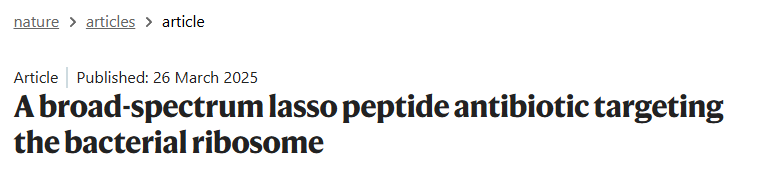 nature > articles > article
Article | Published: 26 March 2025
A broad-spectrum lasso peptide antibiotic targeting
the bacterial ribosome